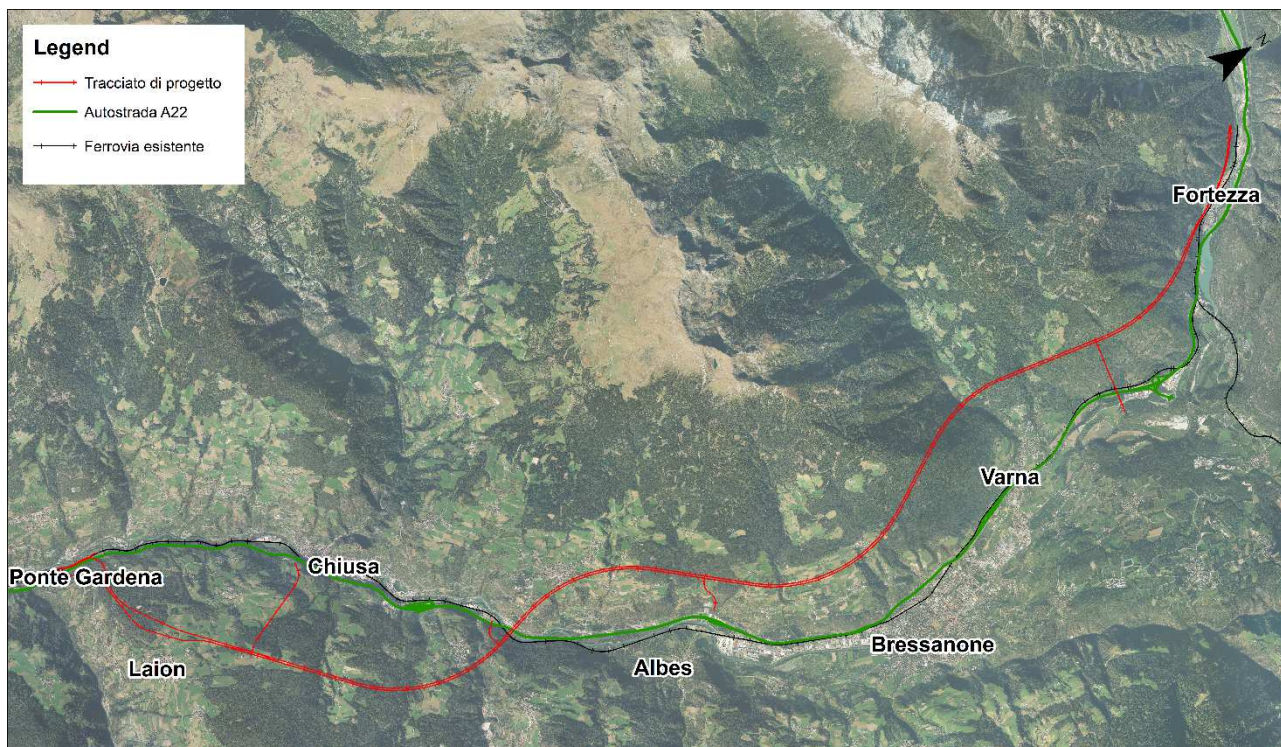 Legend
Tracciato di progetto
Autostrada A22
Ferrovia esistente
N
Fortezza
Varna
Chiusa
Ponte Gardena
Bressanone
Laion
Albes